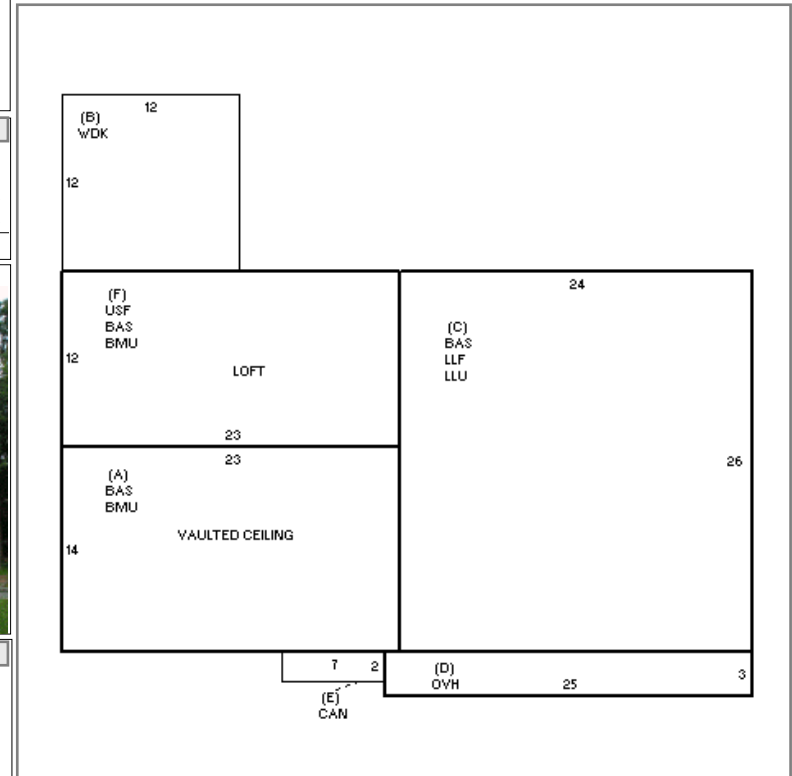 12
(B)
WDK
12
24
(F)
USF
BAS
BMU
(C)
BAS
LLF
LLU
12
LOFT
23
23
26
(A)
BAS
BMU
VAULTED CEILING
14
7 2
(D)
OVH 25
3
(E)
CAN